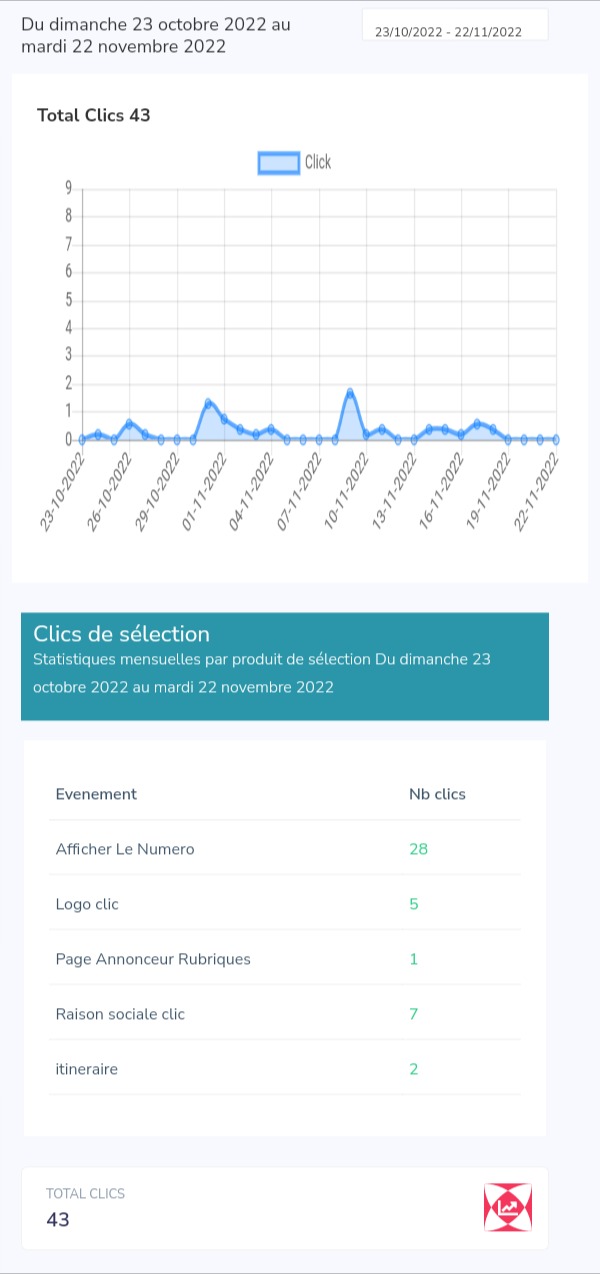 Du dimanche 23 octobre 2022 au
mardi 22 novembre 2022
23/10/2022 - 22/11/2022
Total Clics 43
Click
9
8
7
6
5
4
3
2
1
0
23-10-2022
26-10-2022
29-10-2022
01-11-2022
04-11-2022
07-11-2022
10-11-2022
13-11-2022
16-11-2022
19-11-2022
22-11-2022
Clics de sélection
Statistiques mensuelles par produit de sélection Du dimanche 23
octobre 2022 au mardi 22 novembre 2022
Evenement Nb clics
Afficher Le Numero 28
Logo clic 5
Page Annonceur Rubriques 1
Raison sociale clic 7
itineraire 2
TOTAL CLICS
43